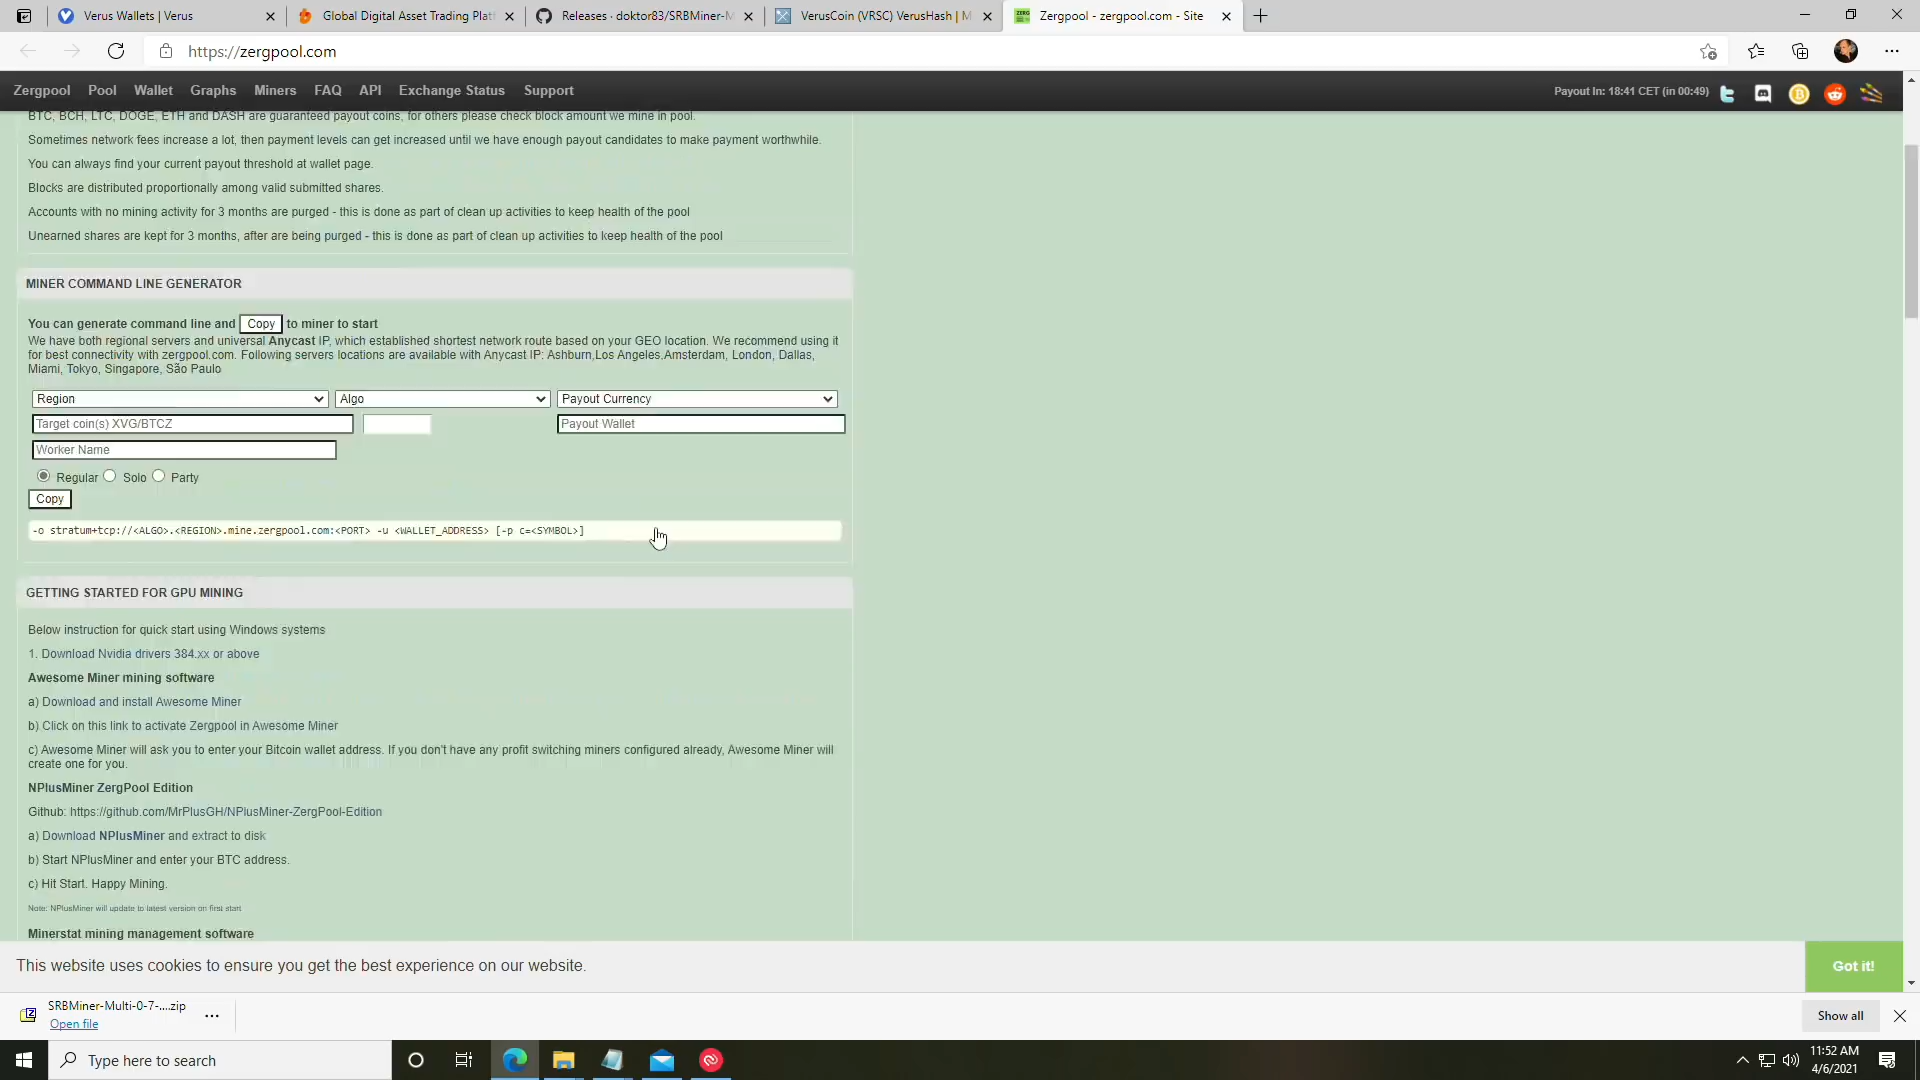 Verus Wallets | Verus
Global Digital Asset Trading Plat
Releases · doktor83/SRBMiner-M
VerusCoin (VRSC) VerusHash | M
Zergpool - zergpool.com - Site
https://zergpool.com
Zergpool Pool Wallet Graphs Miners FAQ API Exchange Status Support
Payout In: 18:41 CET (in 00:49)
BTC, BCH, LTC, DOGE, ETH and DASH are guaranteed payout coins, for others please check block amount we mine in pool.
Sometimes network fees increase a lot, then payment levels can get increased until we have enough payout candidates to make payment worthwhile.
You can always find your current payout threshold at wallet page.
Blocks are distributed proportionally among valid submitted shares.
Accounts with no mining activity for 3 months are purged - this is done as part of clean up activities to keep health of the pool
Unearned shares are kept for 3 months, after are being purged - this is done as part of clean up activities to keep health of the pool
MINER COMMAND LINE GENERATOR
You can generate command line and Copy to miner to start
We have both regional servers and universal Anycast IP, which established shortest network route based on your GEO location. We recommend using it
for best connectivity with zergpool.com. Following servers locations are available with Anycast IP: Ashburn,Los Angeles,Amsterdam, London, Dallas,
Miami, Tokyo, Singapore, São Paulo
Region Algo Payout Currency
Target coin(s) XVG/BTCZ Payout Wallet
Worker Name
Regular Solo Party
Copy
-o stratum+tcp://<ALGO>.<REGION>.mine.zergpool.com:<PORT> -u <WALLET_ADDRESS> [-p c=<SYMBOL>]
GETTING STARTED FOR GPU MINING
Below instruction for quick start using Windows systems
1. Download Nvidia drivers 384.xx or above
Awesome Miner mining software
a) Download and install Awesome Miner
b) Click on this link to activate Zergpool in Awesome Miner
c) Awesome Miner will ask you to enter your Bitcoin wallet address. If you don't have any profit switching miners configured already, Awesome Miner will
create one for you.
NPlusMiner ZergPool Edition
Github: https://github.com/MrPlusGH/NPlusMiner-ZergPool-Edition
a) Download NPlusMiner and extract to disk
b) Start NPlusMiner and enter your BTC address.
c) Hit Start. Happy Mining.
Note: NPlusMiner will update to latest version on first start
Minerstat mining management software
This website uses cookies to ensure you get the best experience on our website.
Got it!
SRBMiner-Multi-0-7-....zip
Open file
Show all
Type here to search
11:52 AM
4/6/2021